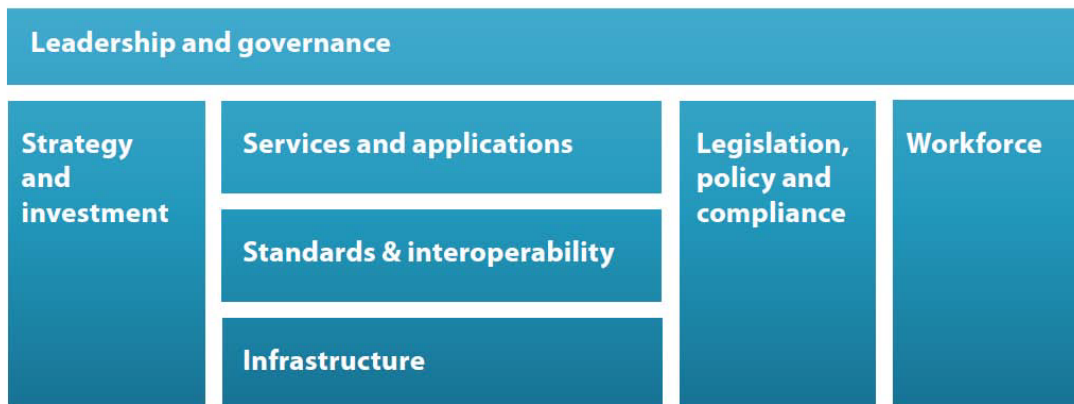 Leadership and governance
Strategy
and
investment
Services and applications
Standards & interoperability
Infrastructure
Legislation,
policy and
compliance
Workforce